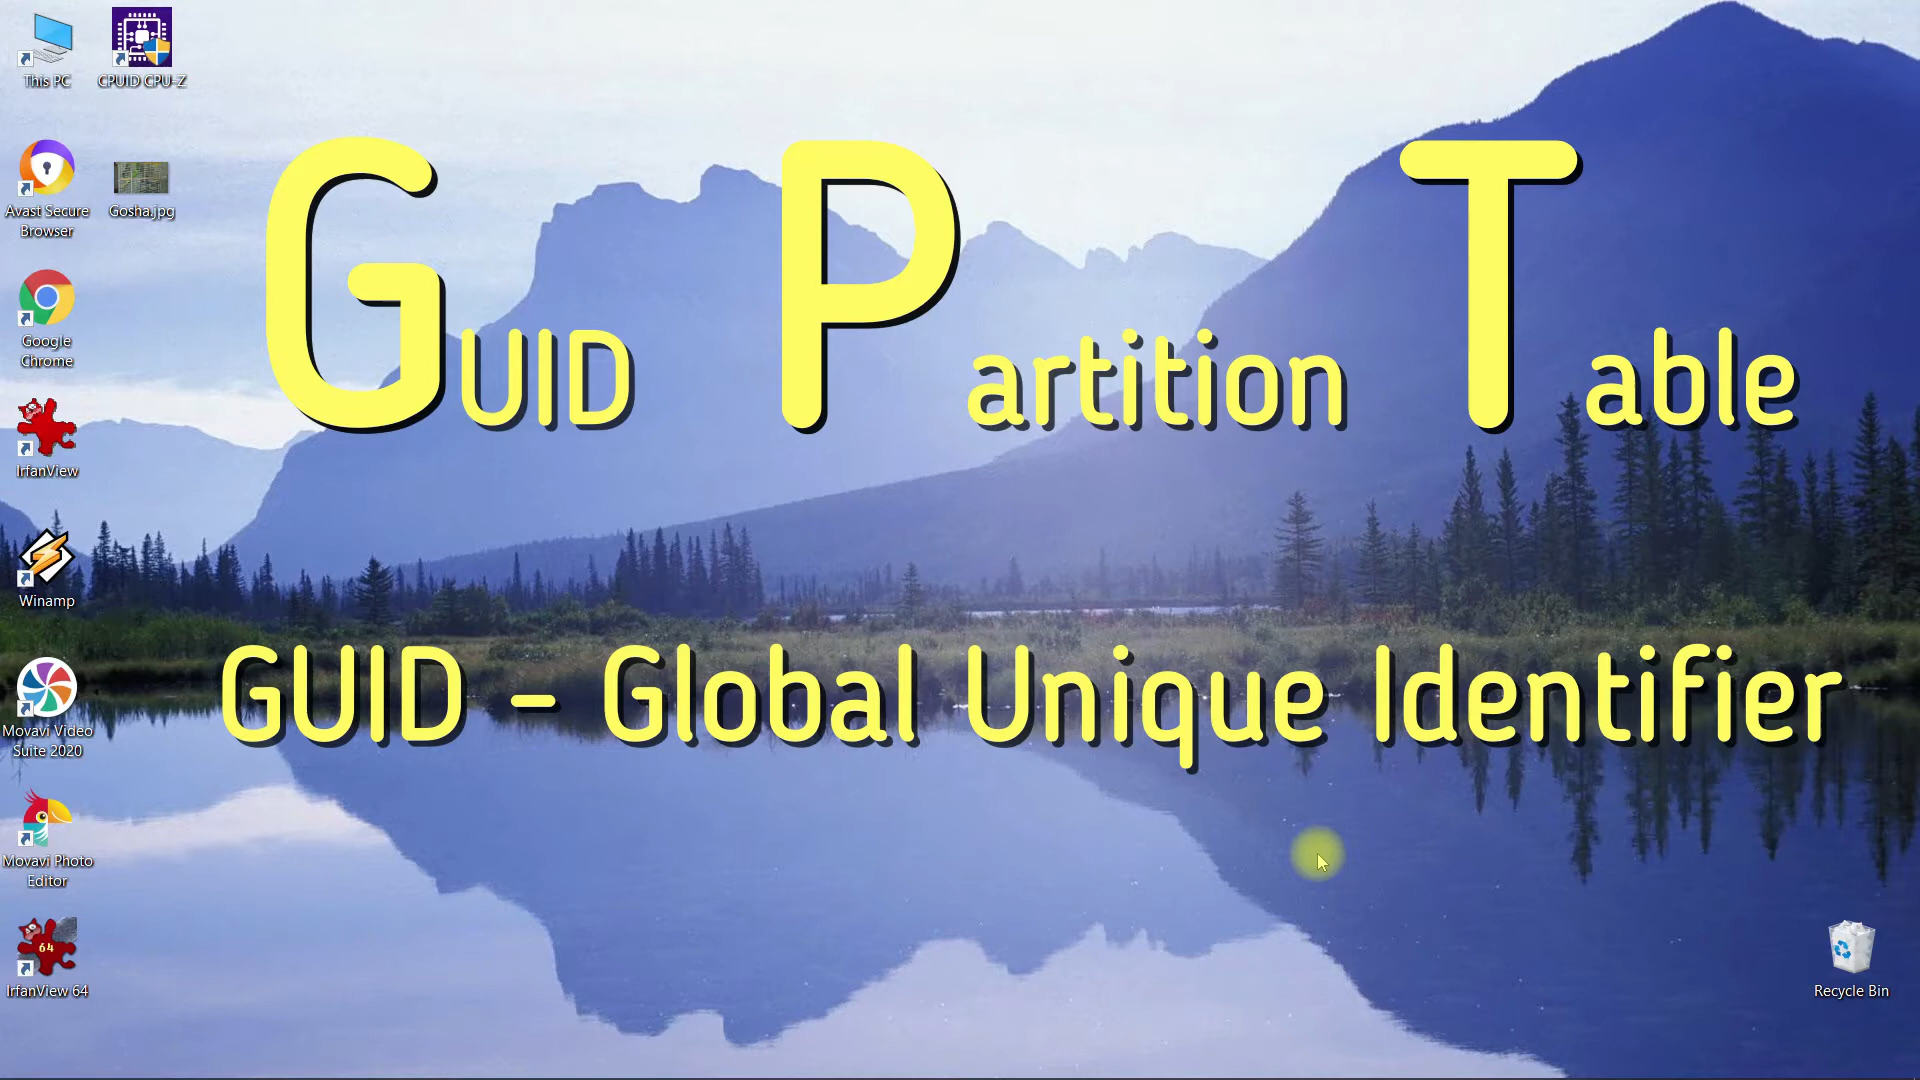 This PC
CPUID CPU-Z
Avast Secure
Browser
Gosha.jpg
Google
Chrome
IrfanView
Winamp
Movavi Video
Suite 2020
Movavi Photo
Editor
64
IrfanView 64
Recycle Bin
GUID Partition Table
GUID - Global Unique Identifier